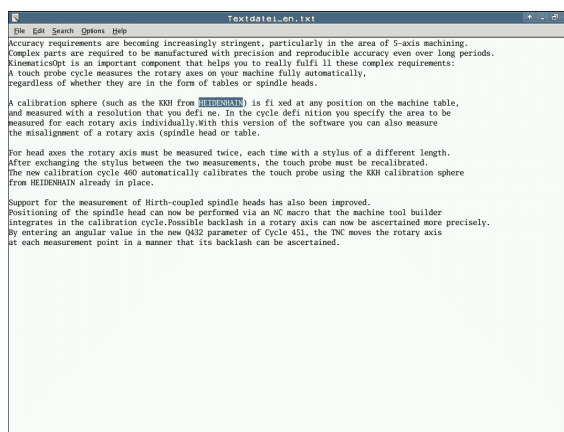 Textdatei_en.txt
File Edit Search Options Help
Accuracy requirements are becoming increasingly stringent, particularly in the area of 5-axis machining.
Complex parts are required to be manufactured with precision and reproducible accuracy even over long periods.
KinematicsOpt is an important component that helps you to really fulfi ll these complex requirements:
A touch probe cycle measures the rotary axes on your machine fully automatically,
regardless of whether they are in the form of tables or spindle heads.
A calibration sphere (such as the KKH from HEIDENHAIN) is fi xed at any position on the machine table,
and measured with a resolution that you defi ne. In the cycle defi nition you specify the area to be
measured for each rotary axis individually.With this version of the software you can also measure
the misalignment of a rotary axis (spindle head or table.
For head axes the rotary axis must be measured twice, each time with a stylus of a different length.
After exchanging the stylus between the two measurements, the touch probe must be recalibrated.
The new calibration cycle 460 automatically calibrates the touch probe using the KKH calibration sphere
from HEIDENHAIN already in place.
Support for the measurement of Hirth-coupled spindle heads has also been improved.
Positioning of the spindle head can now be performed via an NC macro that the machine tool builder
integrates in the calibration cycle.Possible backlash in a rotary axis can now be ascertained more precisely.
By entering an angular value in the new Q432 parameter of Cycle 451, the TNC moves the rotary axis
at each measurement point in a manner that its backlash can be ascertained.